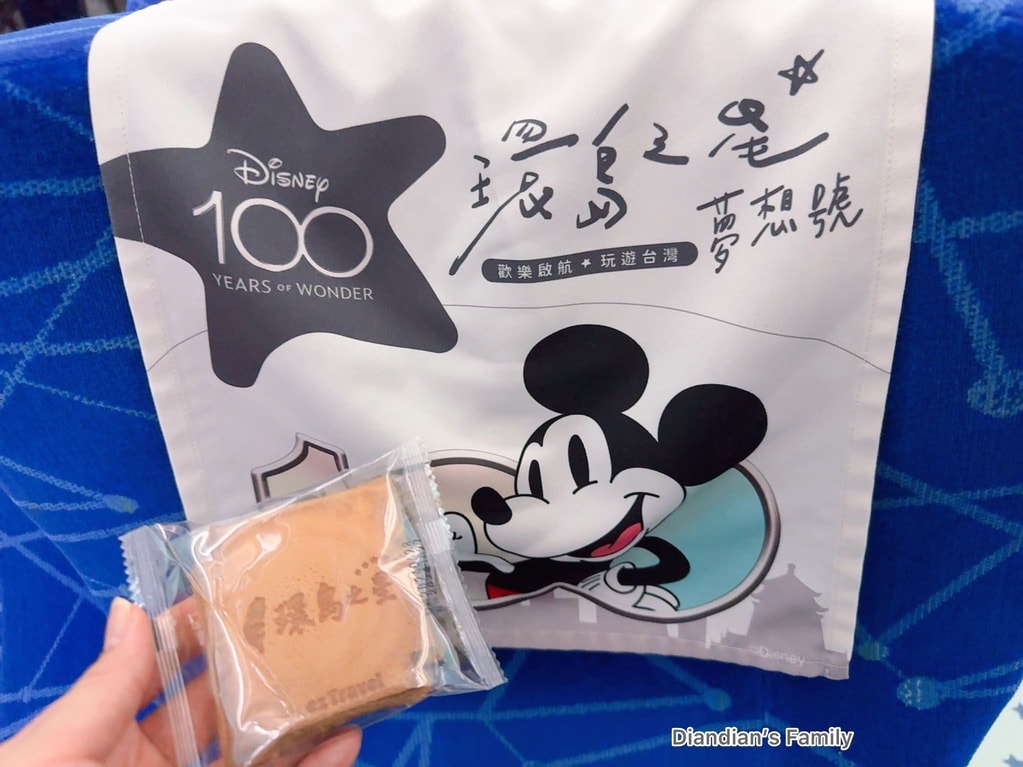 Disney
100
YEARS OF WONDER
環島之星
夢想號
歡樂啟航★玩遊台灣
環島之星
ezTravel
©Disney
Diandian's Family